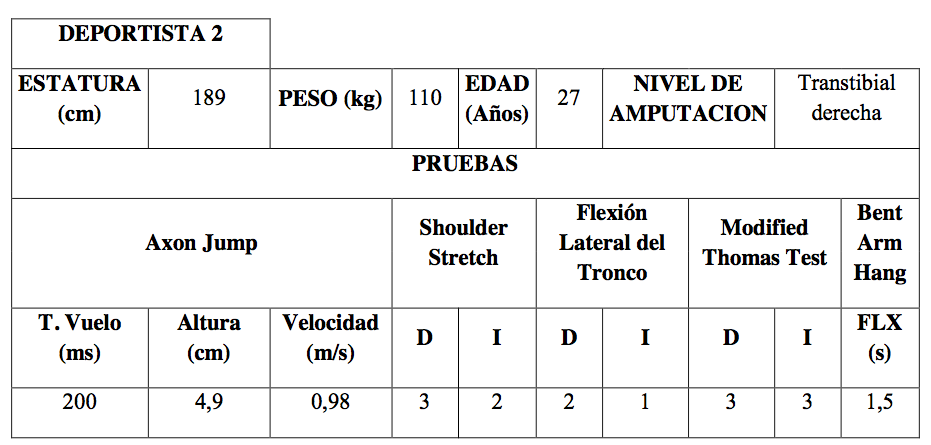 DEPORTISTA 2
ESTATURA (cm) 189 PESO (kg) 110 EDAD (Años) 27 NIVEL DE AMPUTACION Transtibial derecha
PRUEBAS
Axon Jump Shoulder Stretch Flexión Lateral del Tronco Modified Thomas Test Bent Arm Hang
T. Vuelo (ms) Altura (cm) Velocidad (m/s) D I D I D I FLX (s)
200 4,9 0,98 3 2 2 1 3 3 1,5